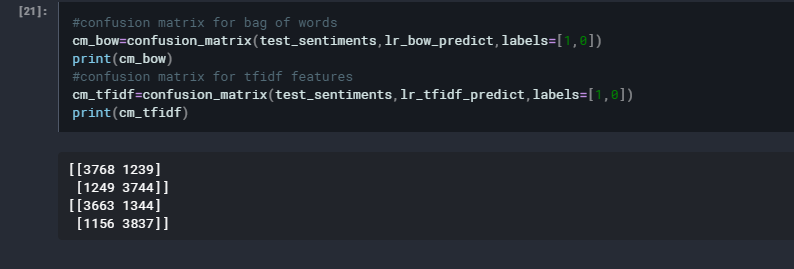 [21]:
#confusion matrix for bag of words
cm_bow=confusion_matrix(test_sentiments,lr_bow_predict,labels=[1,0])
print(cm_bow)
#confusion matrix for tfidf features
cm_tfidf=confusion_matrix(test_sentiments,lr_tfidf_predict,labels=[1,0])
print(cm_tfidf)
[[3768 1239]
 [1249 3744]]
[[3663 1344]
 [1156 3837]]